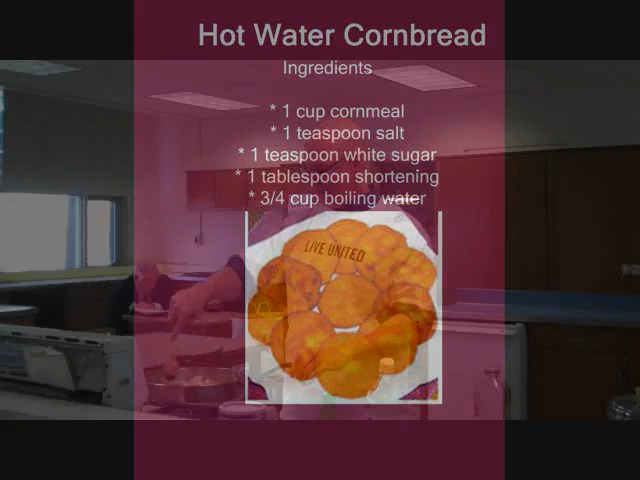 Hot Water Cornbread
Ingredients
* 1 cup cornmeal
* 1 teaspoon salt
* 1 teaspoon white sugar
* 1 tablespoon shortening
* 3/4 cup boiling water
LIVE UNITED